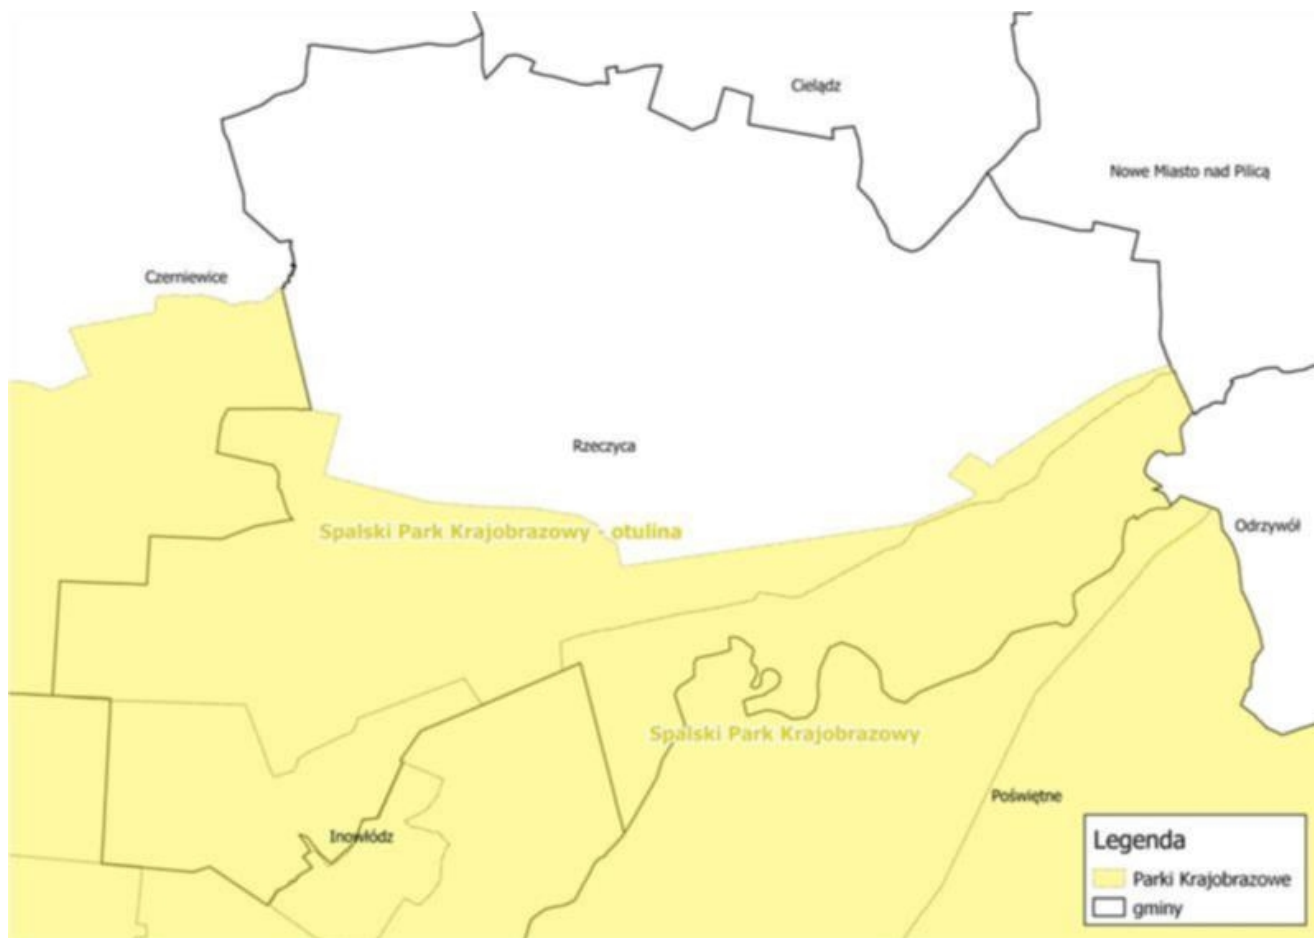 Cielądz
Nowe Miasto nad Pilicą
Czerniewice
Rzeczyca
Spalski Park Krajobrazowy - otulina
Odrzywół
Spalski Park Krajobrazowy
Poświętne
Inowłódz
Legenda
Parki Krajobrazowe
gminy